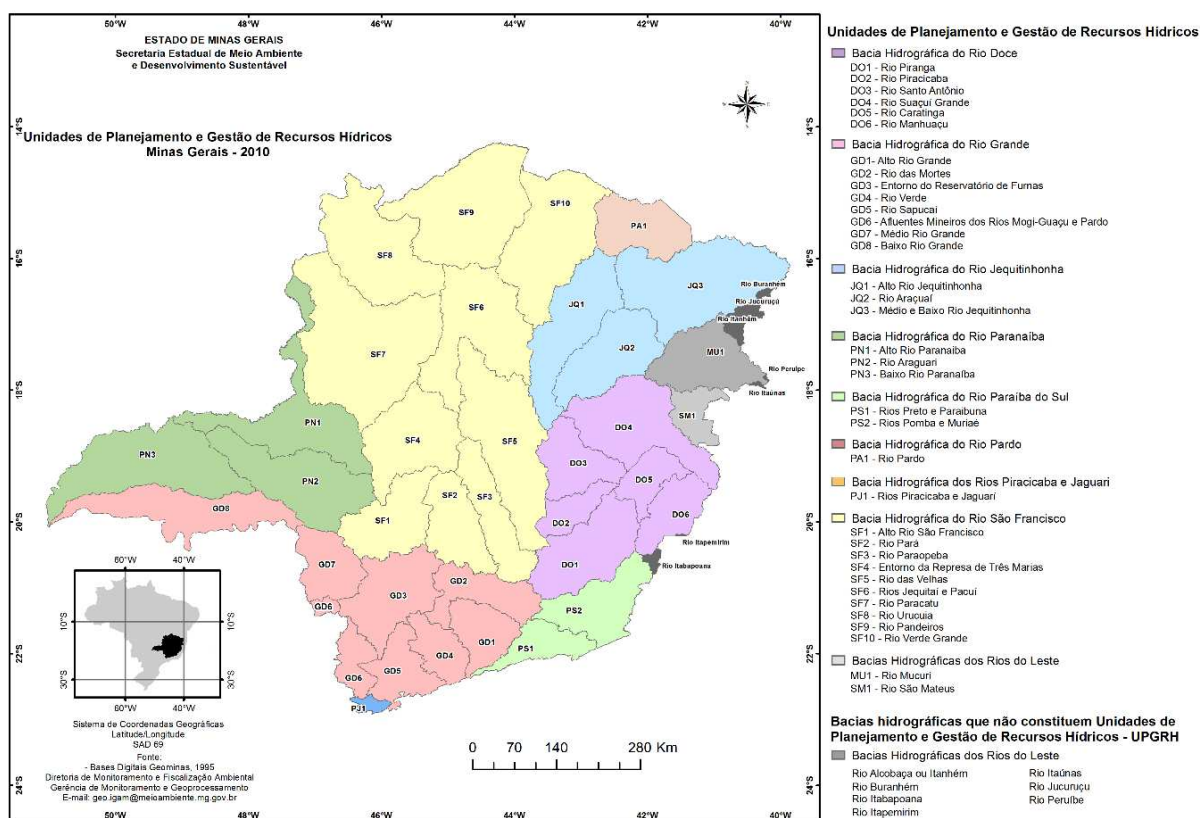 50°W
48°W
46°W
44°W
42°W
40°W
ESTADO DE MINAS GERAIS
Secretaria Estadual de Meio Ambiente
e Desenvolvimento Sustentável
Unidades de Planejamento e Gestão de Recursos Hídricos
Minas Gerais - 2010
14°S
14°S
16°S
16°S
18°S
18°S
20°S
20°S
22°S
22°S
24°S
24°S
SF9
SF10
PA1
SF8
SF6
JQ1
JQ3
Rio Buranhém
Rio Jucuruçú
Rio Itanhém
SF7
JQ2
MU1
Rio Peruípe
Rio Itaúnas
PN1
SM1
SF4
SF5
DO4
PN3
DO3
DO5
PN2
SF2
SF3
GD8
SF1
DO2
DO6
Rio Itapemirim
Rio Itabapoana
DO1
GD7
GD2
GD3
GD6
PS2
GD1
PS1
GD4
GD5
GD6
PJ1
60°W
40°W
10°S
10°S
30°S
30°S
60°W
40°W
Sistema de Coordenadas Geográficas
Latitude/Longitude
SAD 69
Fonte:
- Bases Digitais Geominas, 1995
Diretoria de Monitoramento e Fiscalização Ambiental
Gerência de Monitoramento e Geoprocessamento
E-mail: geo.igam@meioambiente.mg.gov.br
0 70 140 280 Km
50°W
48°W
46°W
44°W
42°W
40°W
Unidades de Planejamento e Gestão de Recursos Hídricos
Bacia Hidrográfica do Rio Doce
DO1 - Rio Piranga
DO2 - Rio Piracicaba
DO3 - Rio Santo Antônio
DO4 - Rio Suaçuí Grande
DO5 - Rio Caratinga
DO6 - Rio Manhuaçu
Bacia Hidrográfica do Rio Grande
GD1- Alto Rio Grande
GD2 - Rio das Mortes
GD3 - Entorno do Reservatório de Furnas
GD4 - Rio Verde
GD5 - Rio Sapucaí
GD6 - Afluentes Mineiros dos Rios Mogi-Guaçu e Pardo
GD7 - Médio Rio Grande
GD8 - Baixo Rio Grande
Bacia Hidrográfica do Rio Jequitinhonha
JQ1 - Alto Rio Jequitinhonha
JQ2 - Rio Araçuaí
JQ3 - Médio e Baixo Rio Jequitinhonha
Bacia Hidrográfica do Rio Paranaíba
PN1 - Alto Rio Paranaíba
PN2 - Rio Araguari
PN3 - Baixo Rio Paranaíba
Bacia Hidrográfica do Rio Paraíba do Sul
PS1 - Rios Preto e Paraibuna
PS2 - Rios Pomba e Muriaé
Bacia Hidrográfica do Rio Pardo
PA1 - Rio Pardo
Bacia Hidrográfica dos Rios Piracicaba e Jaguari
PJ1 - Rios Piracicaba e Jaguarí
Bacia Hidrográfica do Rio São Francisco
SF1 - Alto Rio São Francisco
SF2 - Rio Pará
SF3 - Rio Paraopeba
SF4 - Entorno da Represa de Três Marias
SF5 - Rio das Velhas
SF6 - Rios Jequitaí e Pacuí
SF7 - Rio Paracatu
SF8 - Rio Urucuia
SF9 - Rio Pandeiros
SF10 - Rio Verde Grande
Bacias Hidrográficas dos Rios do Leste
MU1 - Rio Mucuri
SM1 - Rio São Mateus
Bacias hidrográficas que não constituem Unidades de
Planejamento e Gestão de Recursos Hídricos - UPGRH
Bacias Hidrográficas dos Rios do Leste
Rio Alcobaça ou Itanhém
Rio Buranhém
Rio Itabapoana
Rio Itapemirim
Rio Itaúnas
Rio Jucuruçu
Rio Peruíbe